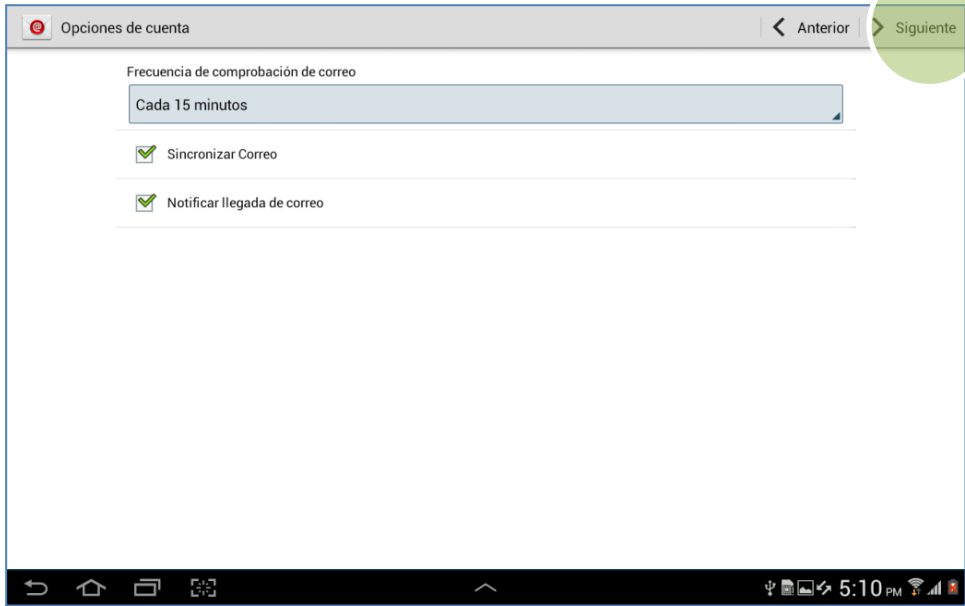 Opciones de cuenta
Anterior
Siguiente
Frecuencia de comprobación de correo
Cada 15 minutos
Sincronizar Correo
Notificar llegada de correo
5:10 PM